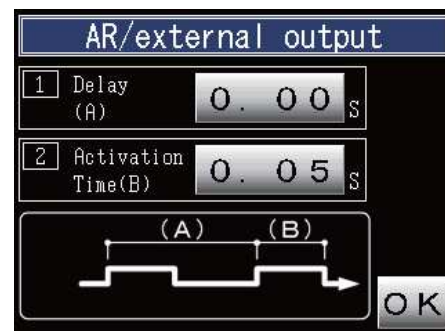 AR/external output
1 Delay
(A)
0.00 S
2 Activation
Time(B)
0.05 S
(A) (B)
OK